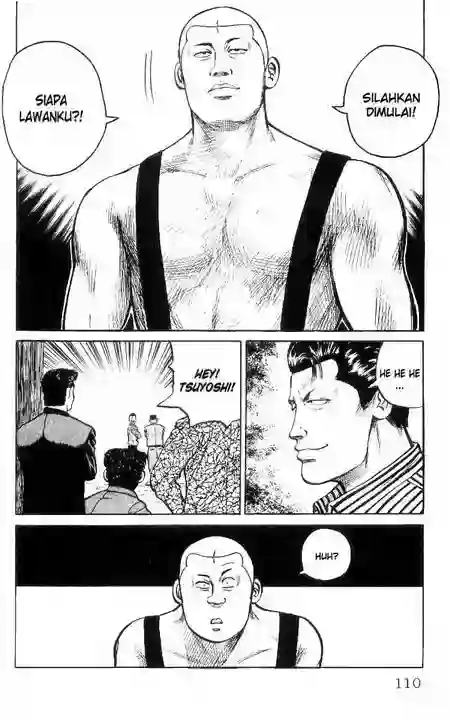 SIAPA
LAWANKU?!
SILAHKAN
DIMULAI!
HEY!
TSUYOSHI!
HE HE HE
...
HUH?
110